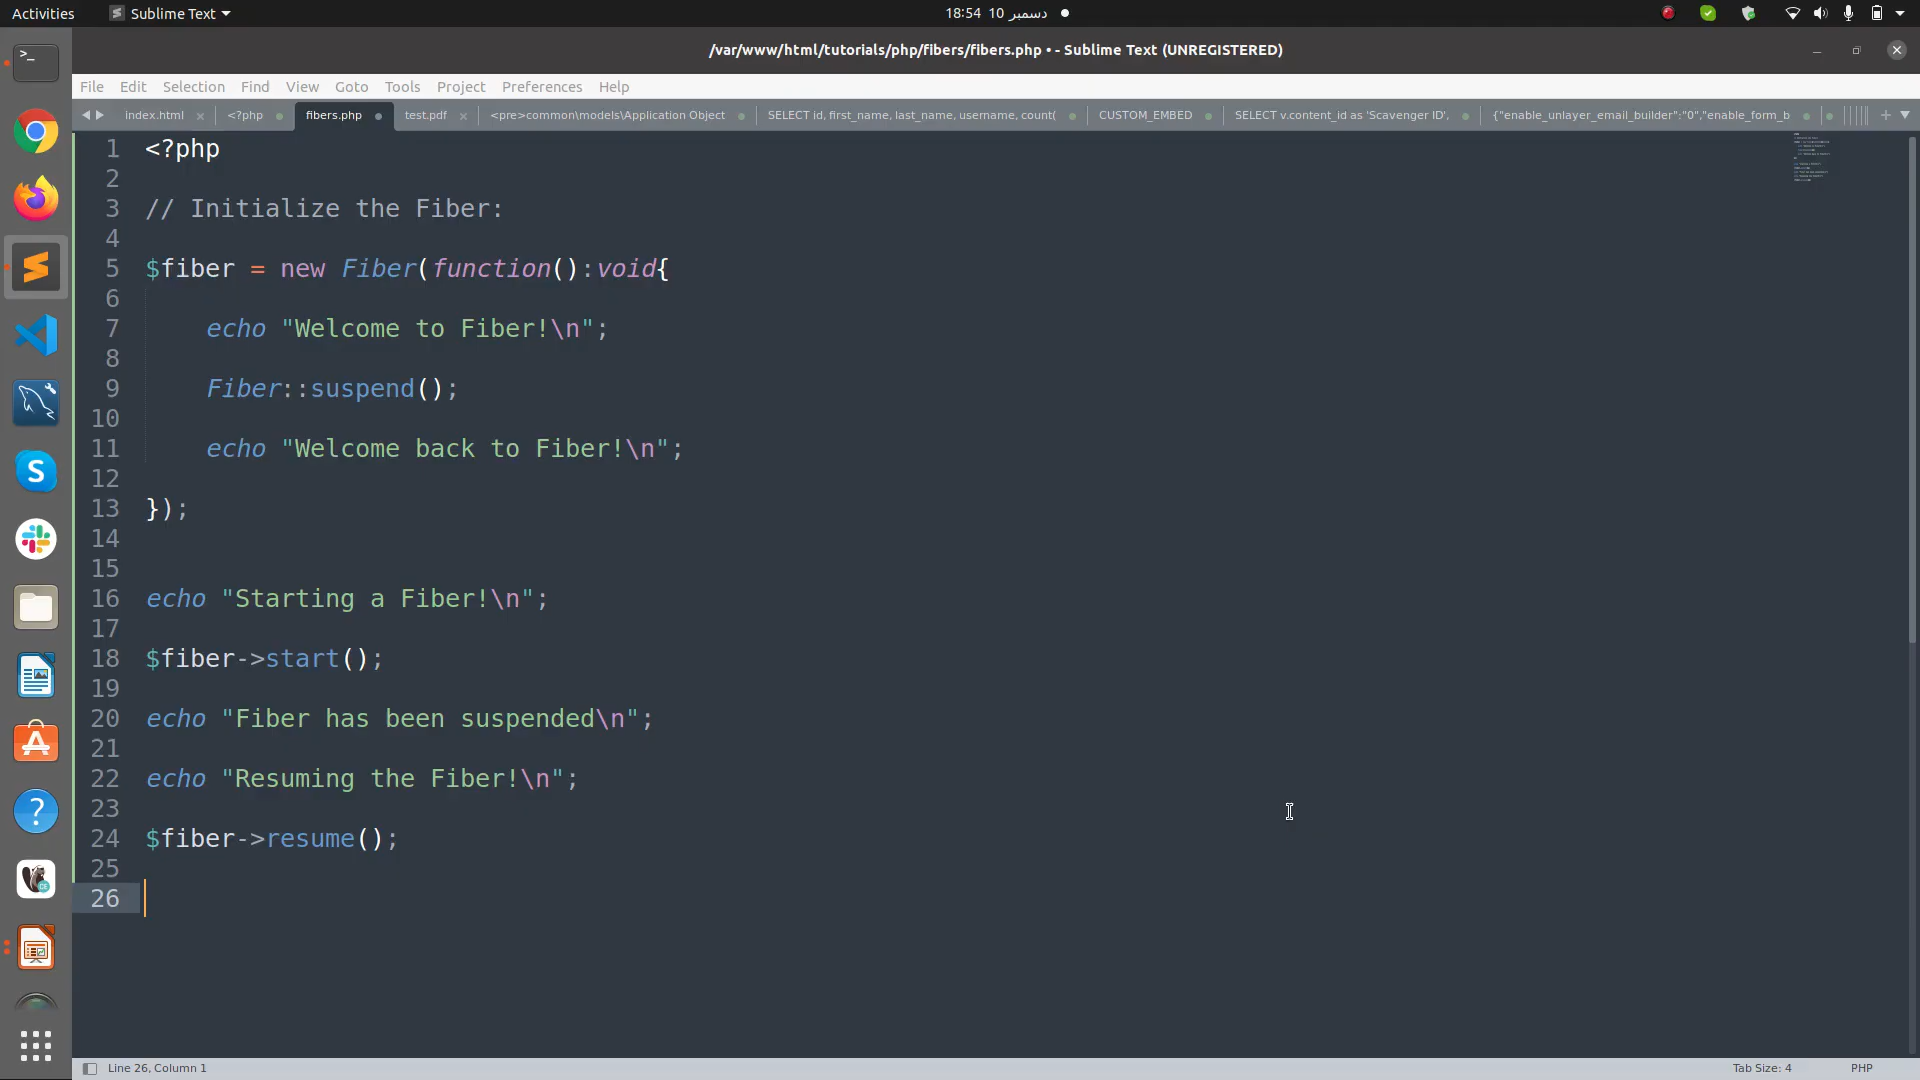 Activities Sublime Text 18:54 10 دسمبر
/var/www/html/tutorials/php/fibers/fibers.php • - Sublime Text (UNREGISTERED)
File Edit Selection Find View Goto Tools Project Preferences Help
index.html <?php fibers.php test.pdf <pre>common\models\Application Object SELECT id, first_name, last_name, username, count( CUSTOM_EMBED SELECT v.content_id as 'Scavenger ID', {"enable_unlayer_email_builder":"0","enable_form_b
1 <?php
2
3 // Initialize the Fiber:
4
5 $fiber = new Fiber(function():void{
6
7 echo "Welcome to Fiber!\n";
8
9 Fiber::suspend();
10
11 echo "Welcome back to Fiber!\n";
12
13 });
14
15
16 echo "Starting a Fiber!\n";
17
18 $fiber->start();
19
20 echo "Fiber has been suspended\n";
21
22 echo "Resuming the Fiber!\n";
23
24 $fiber->resume();
25
26
Line 26, Column 1 Tab Size: 4 PHP